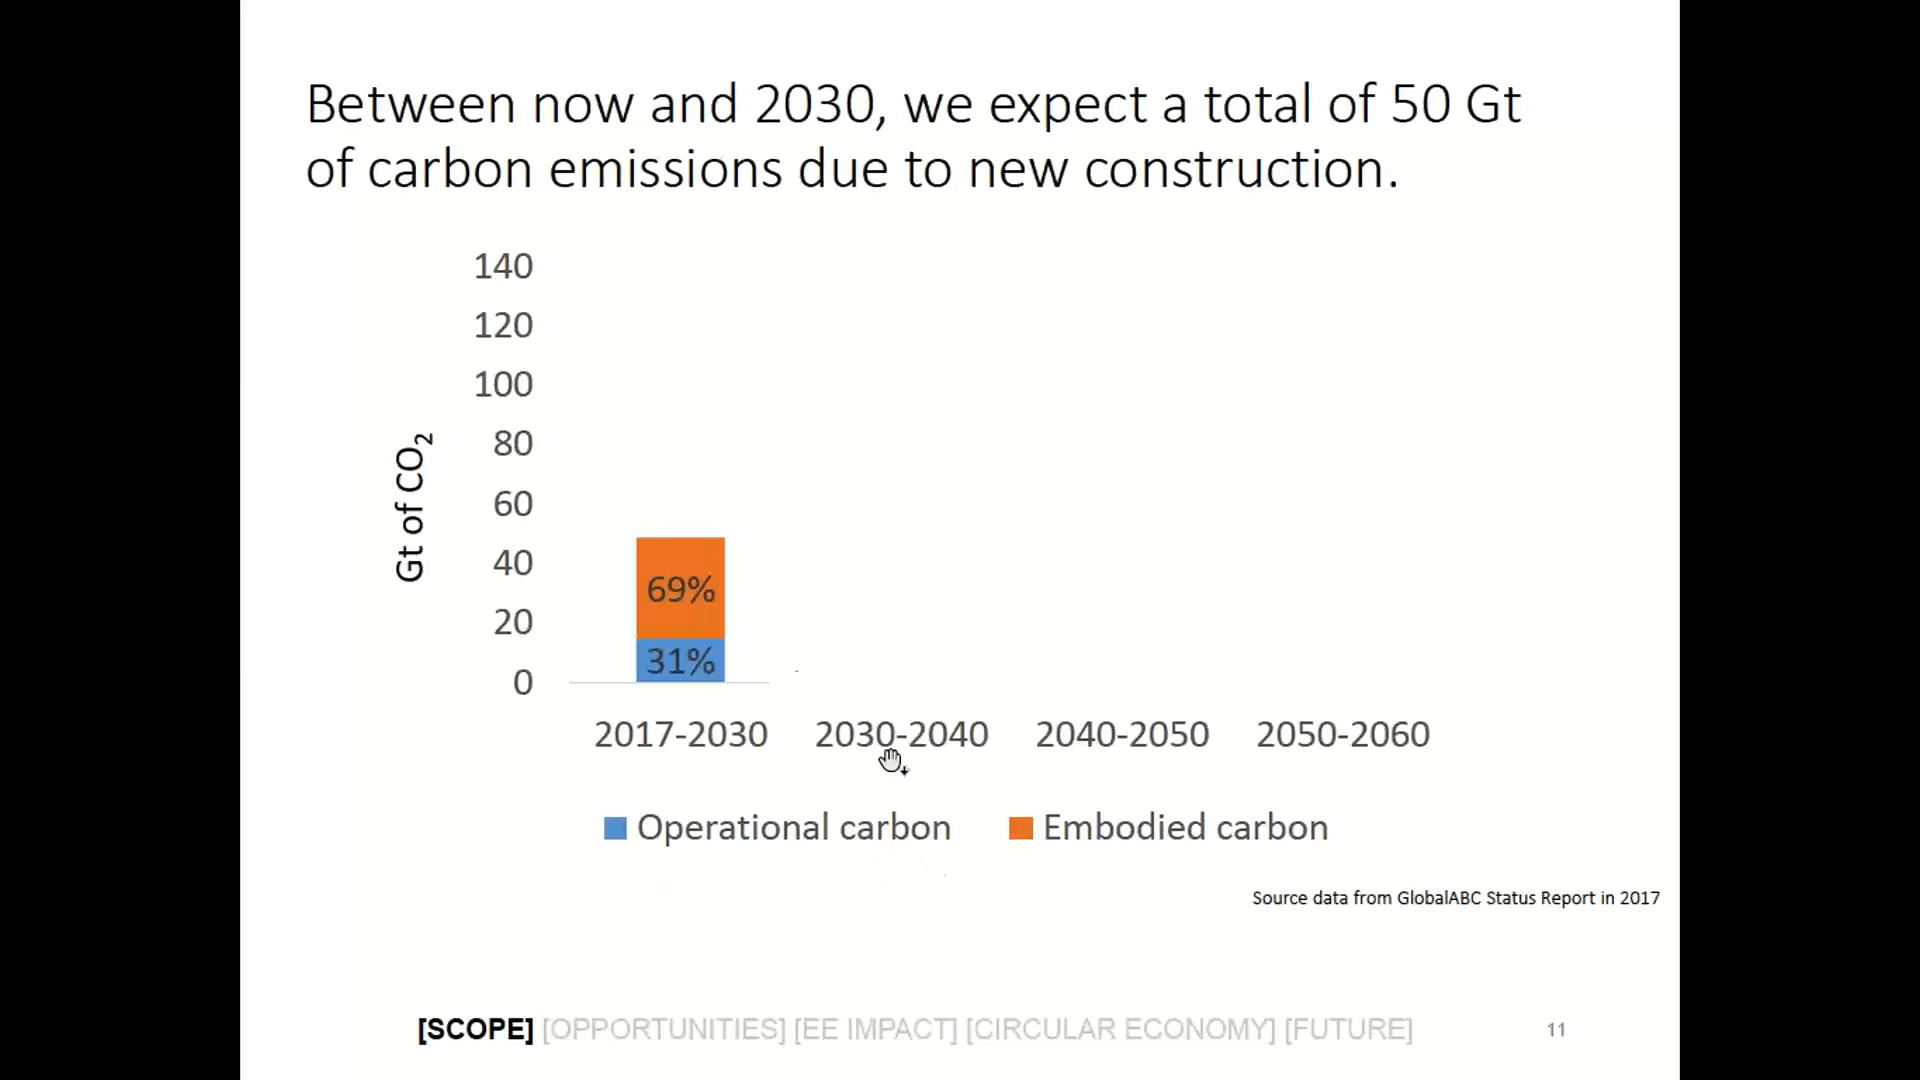 Between now and 2030, we expect a total of 50 Gt
of carbon emissions due to new construction.
140
120
100
80
60
40
20
0
Gt of CO₂
69%
31%
2017-2030 2030-2040 2040-2050 2050-2060
Operational carbon Embodied carbon
Source data from GlobalABC Status Report in 2017
[SCOPE] [OPPORTUNITIES] [EE IMPACT] [CIRCULAR ECONOMY] [FUTURE]
11